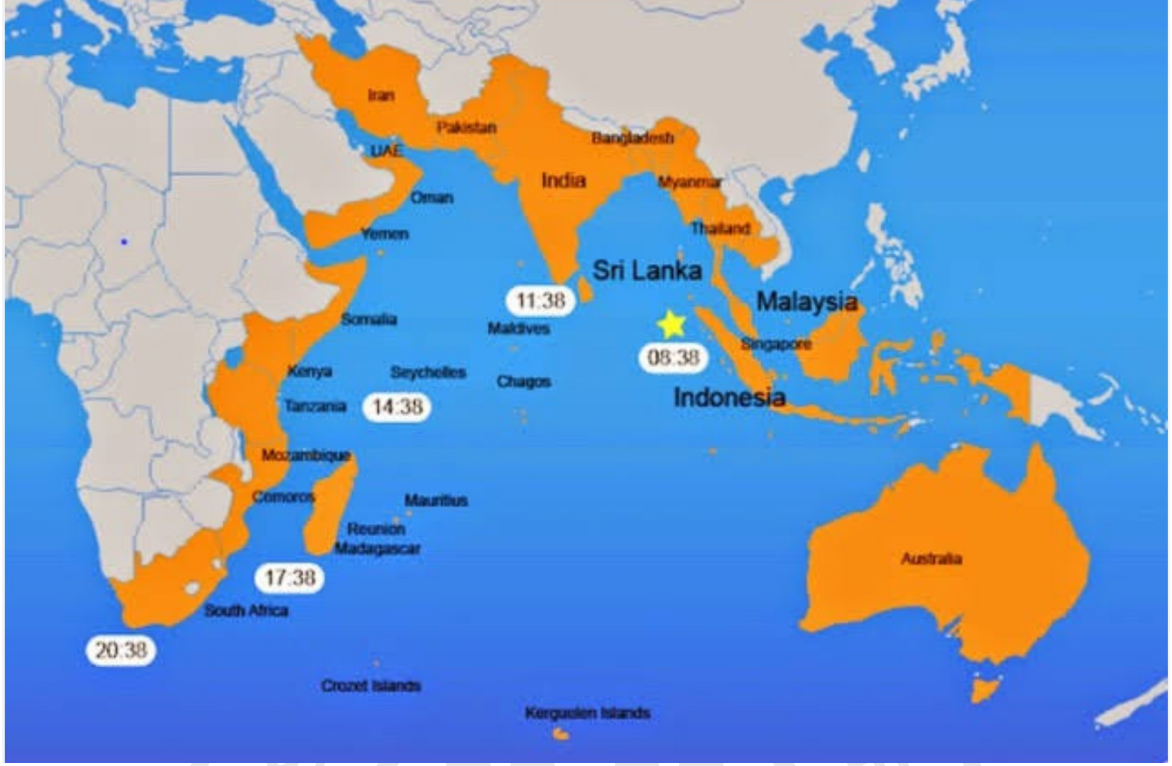 Iran
Pakistan
Bangladesh
UAE
India
Myanmar
Oman
Thailand
Yemen
Sri Lanka
11:38
Malaysia
Somalia
Maldives
Singapore
08:38
Kenya
Seychelles
Chagos
Indonesia
Tanzania
14:38
Mozambique
Comoros
Mauritius
Reunion
Madagascar
Australia
17:38
South Africa
20:38
Crozet Islands
Kerguelen Islands